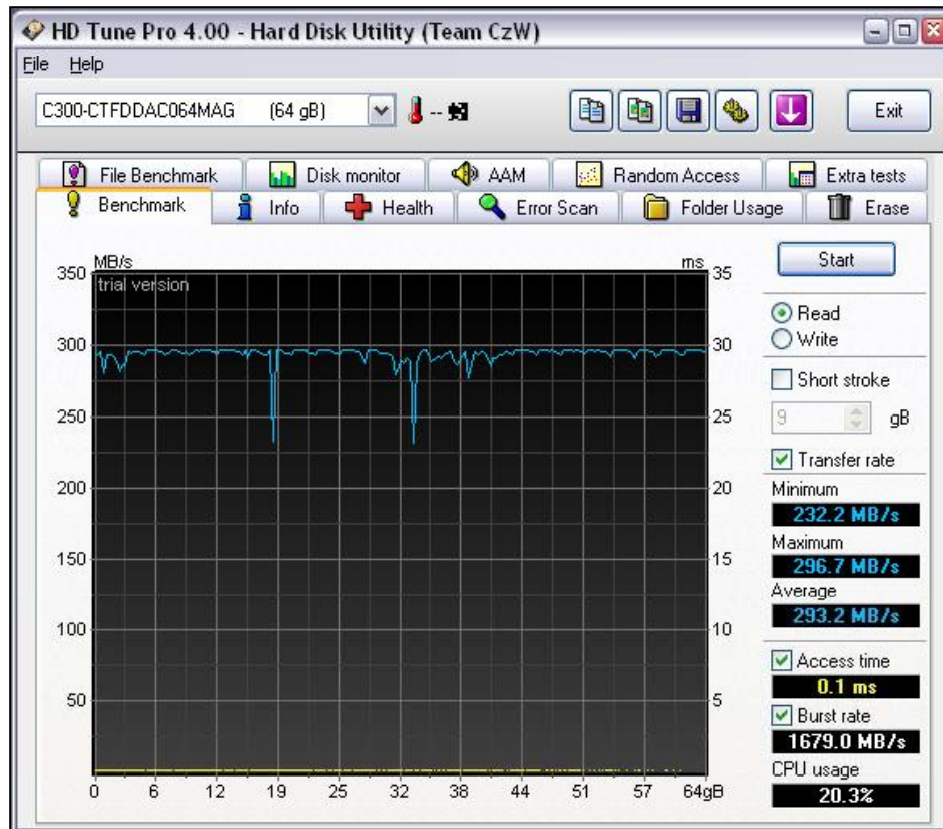 HD Tune Pro 4.00 - Hard Disk Utility (Team CzW)
File Help
C300-CTFDDAC064MAG (64 gB) -- Exit
File Benchmark Disk monitor AAM Random Access Extra tests
Benchmark Info Health Error Scan Folder Usage Erase
MB/s ms
trial version
350 35
300 30
250 25
200 20
150 15
100 10
50 5
0 6 12 19 25 32 38 44 51 57 64gB
Start
Read
Write
Short stroke
9 gB
Transfer rate
Minimum
232.2 MB/s
Maximum
296.7 MB/s
Average
293.2 MB/s
Access time
0.1 ms
Burst rate
1679.0 MB/s
CPU usage
20.3%